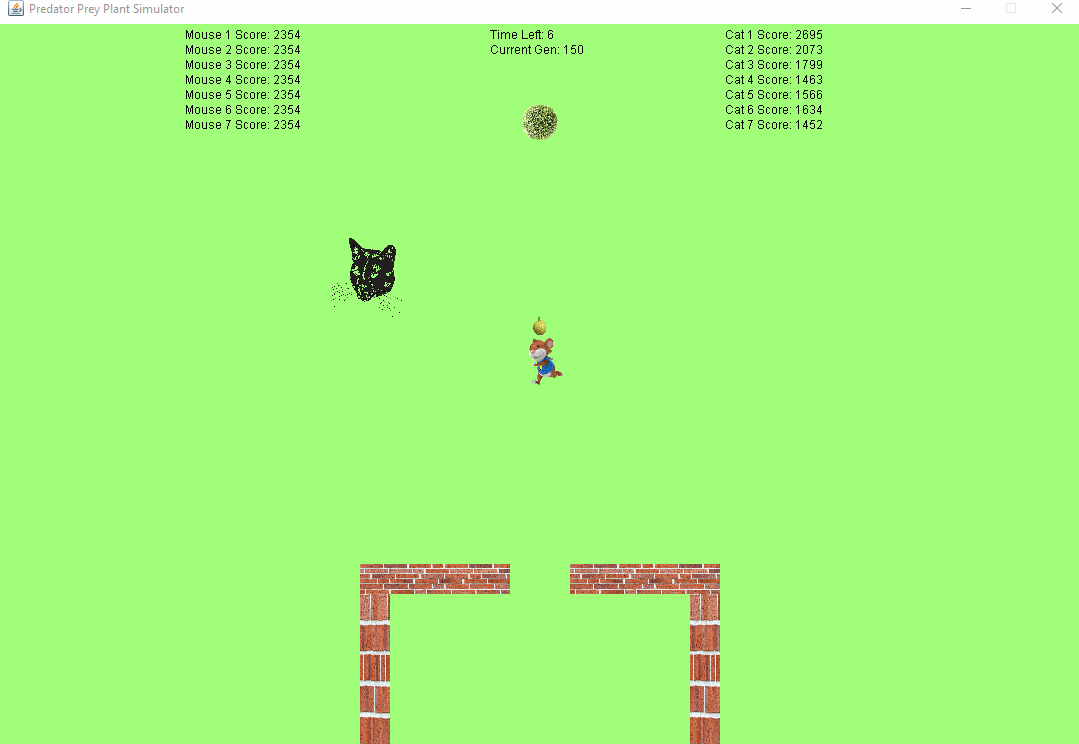 Predator Prey Plant Simulator
Mouse 1 Score: 2354
Mouse 2 Score: 2354
Mouse 3 Score: 2354
Mouse 4 Score: 2354
Mouse 5 Score: 2354
Mouse 6 Score: 2354
Mouse 7 Score: 2354
Time Left: 6
Current Gen: 150
Cat 1 Score: 2695
Cat 2 Score: 2073
Cat 3 Score: 1799
Cat 4 Score: 1463
Cat 5 Score: 1566
Cat 6 Score: 1634
Cat 7 Score: 1452